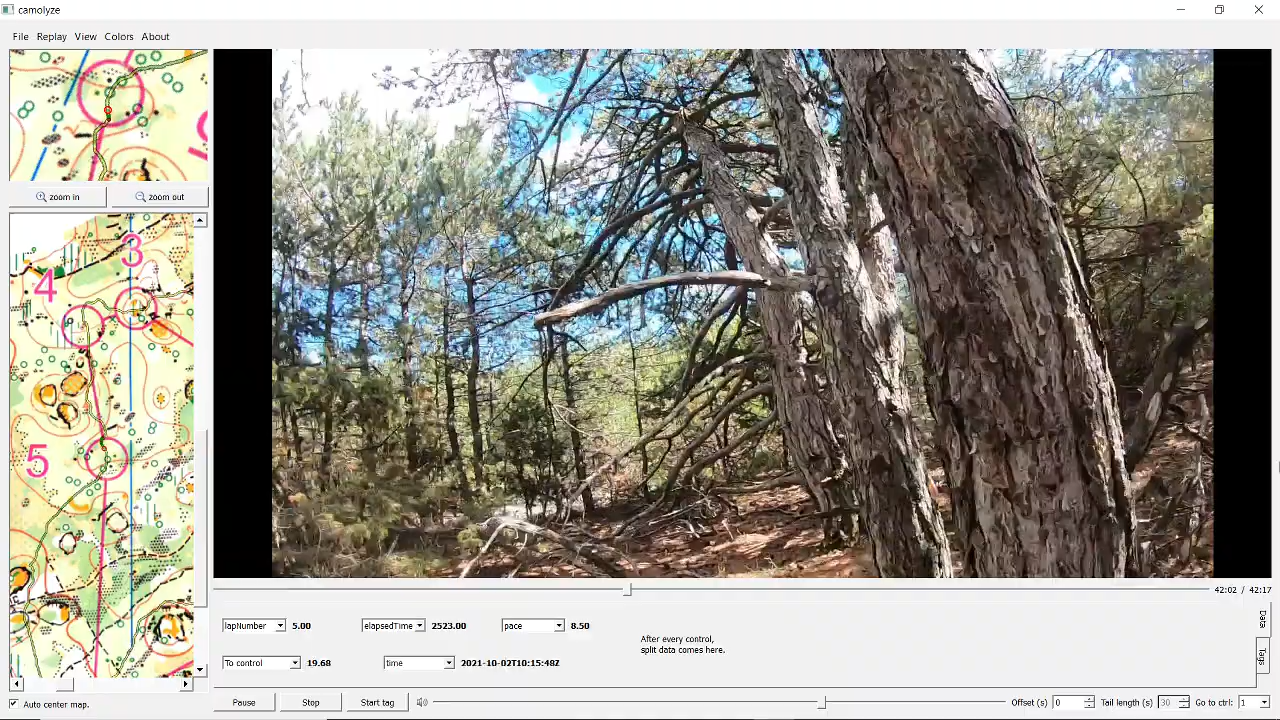 camolyze
File Replay View Colors About
zoom in zoom out
3
4
5
42:02 / 42:17
Data
Tags
lapNumber 5.00 elapsedTime 2523.00 pace 8.50
After every control,
split data comes here.
To control 19.68 time 2021-10-02T10:15:48Z
Auto center map. Pause Stop Start tag Offset (s) 0 Tail length (s) 30 Go to ctrl: 1